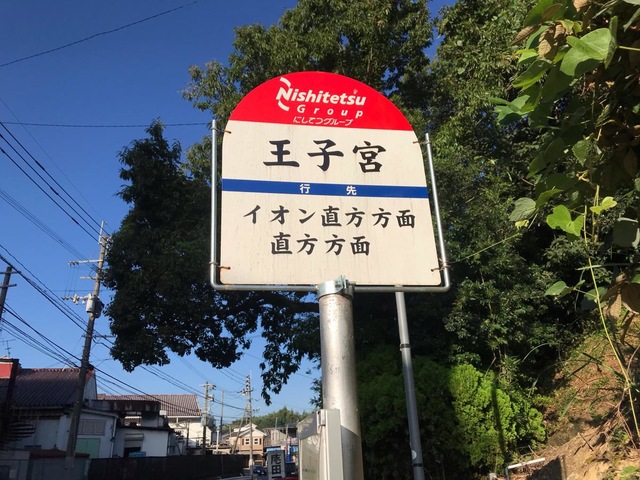 Nishitetsu
Group
にしてつグループ
王子宮
行先
イオン直方方面
直方方面